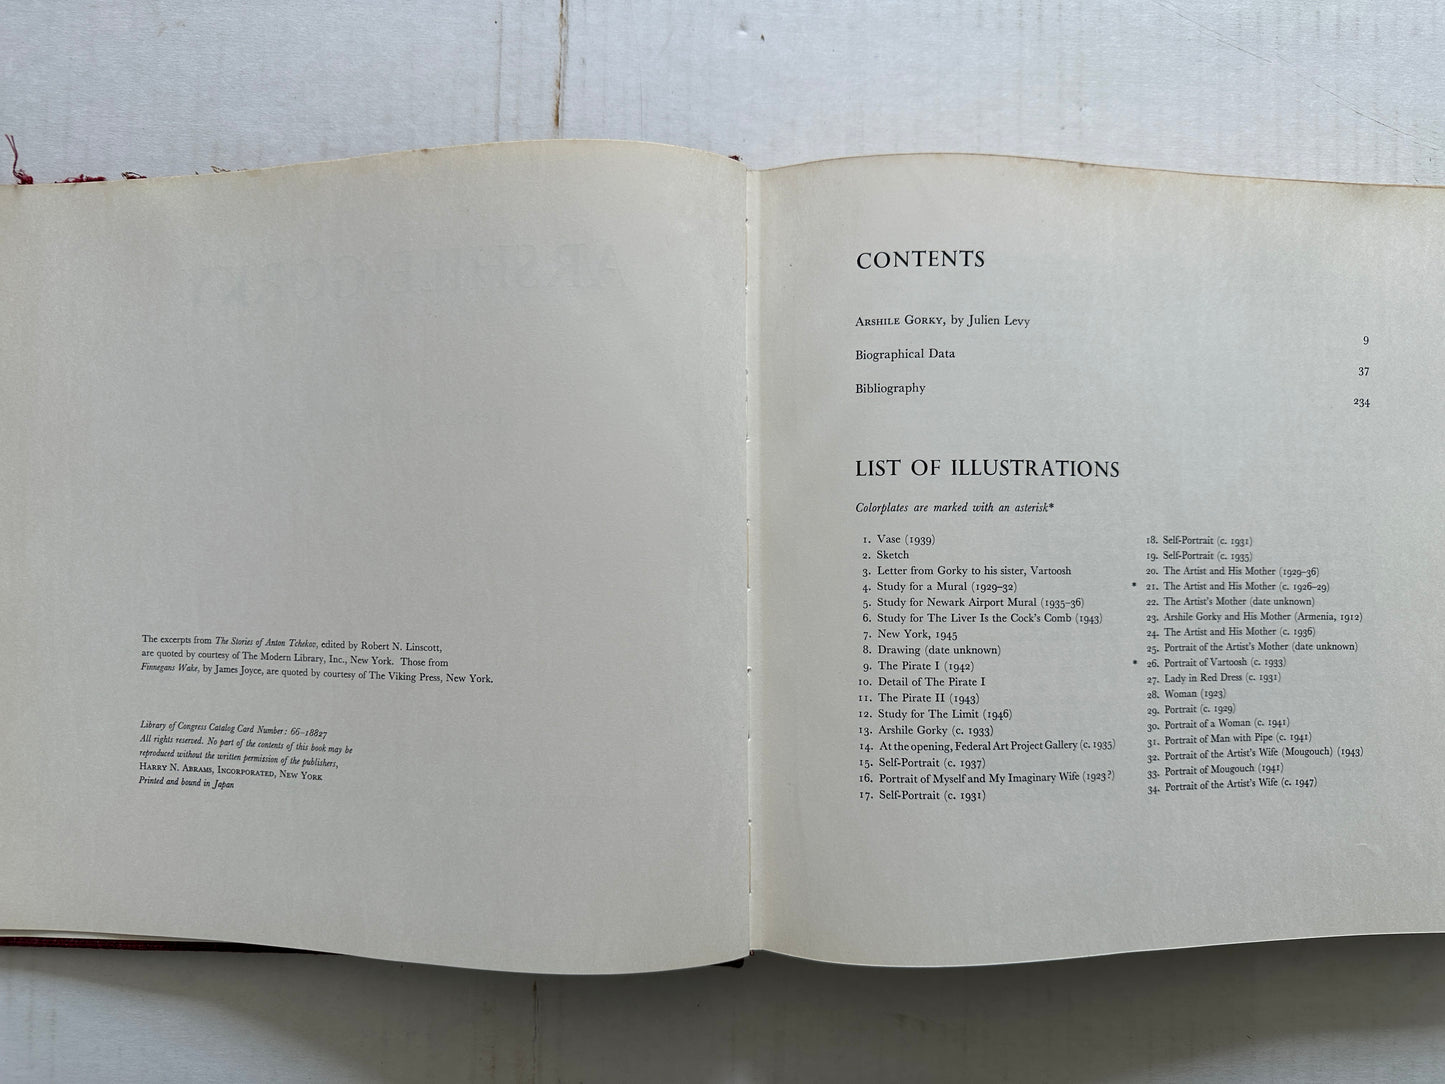 The excerpts from The Stories of Anton Tchekov, edited by Robert N. Linscott,
are quoted by courtesy of The Modern Library, Inc., New York. Those from
Finnegans Wake, by James Joyce, are quoted by courtesy of The Viking Press, New York.
Library of Congress Catalog Card Number: 66–18827
All rights reserved. No part of the contents of this book may be
reproduced without the written permission of the publishers,
HARRY N. ABRAMS, INCORPORATED, NEW YORK
Printed and bound in Japan
CONTENTS
ARSHILE GORKY, by Julien Levy 9
Biographical Data 37
Bibliography 234
LIST OF ILLUSTRATIONS
Colorplates are marked with an asterisk*
1. Vase (1939)
2. Sketch
3. Letter from Gorky to his sister, Vartoosh
4. Study for a Mural (1929–32)
5. Study for Newark Airport Mural (1935–36)
6. Study for The Liver Is the Cock's Comb (1943)
7. New York, 1945
8. Drawing (date unknown)
9. The Pirate I (1942)
10. Detail of The Pirate I
11. The Pirate II (1943)
12. Study for The Limit (1946)
13. Arshile Gorky (c. 1933)
14. At the opening, Federal Art Project Gallery (c. 1935)
15. Self-Portrait (c. 1937)
16. Portrait of Myself and My Imaginary Wife (1923?)
17. Self-Portrait (c. 1931)
18. Self-Portrait (c. 1931)
19. Self-Portrait (c. 1935)
20. The Artist and His Mother (1929–36)
* 21. The Artist and His Mother (c. 1926–29)
22. The Artist's Mother (date unknown)
23. Arshile Gorky and His Mother (Armenia, 1912)
24. The Artist and His Mother (c. 1936)
25. Portrait of the Artist's Mother (date unknown)
* 26. Portrait of Vartoosh (c. 1933)
27. Lady in Red Dress (c. 1931)
28. Woman (1923)
29. Portrait (c. 1929)
30. Portrait of a Woman (c. 1941)
31. Portrait of Man with Pipe (c. 1941)
32. Portrait of the Artist's Wife (Mougouch) (1943)
33. Portrait of Mougouch (1941)
34. Portrait of the Artist's Wife (c. 1947)